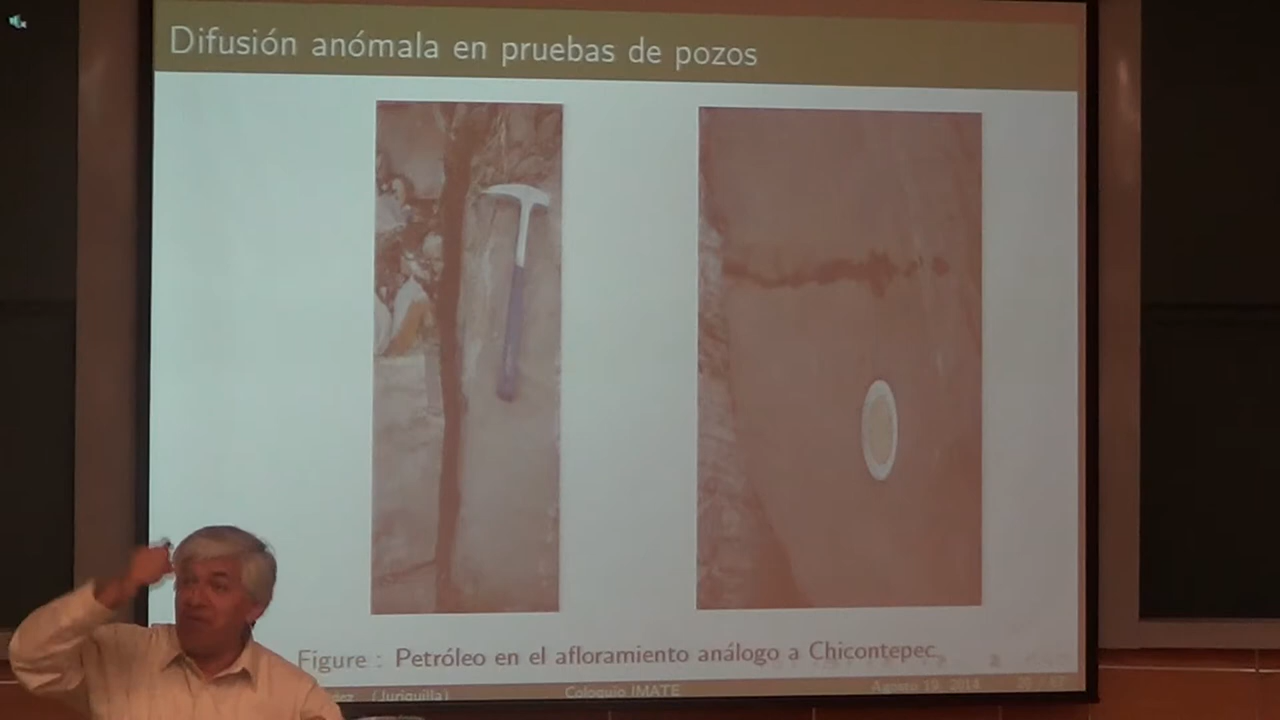 Difusión anómala en pruebas de pozos
Figure : Petróleo en el afloramiento análogo a Chicontepec.
(Juriquilla) Coloquio IMATE Agosto 19, 2014